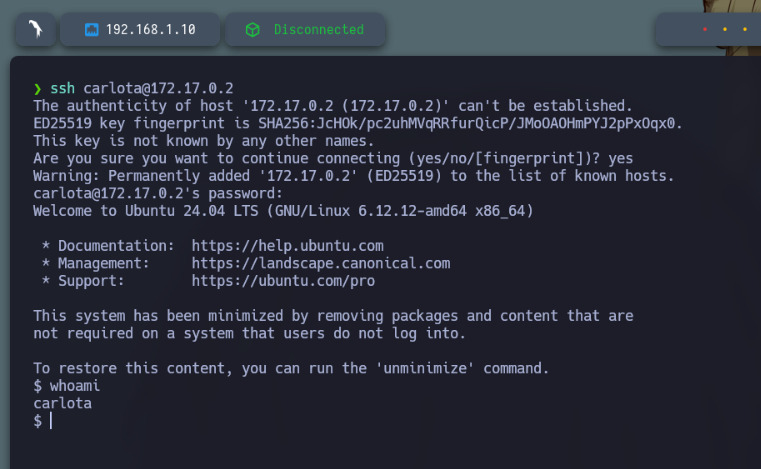 192.168.1.10
Disconnected
❯ ssh carlota@172.17.0.2
The authenticity of host '172.17.0.2 (172.17.0.2)' can't be established.
ED25519 key fingerprint is SHA256:JcHOk/pc2uhMVqRRfurQicP/JMoOAOHmPYJ2pPxOqx0.
This key is not known by any other names.
Are you sure you want to continue connecting (yes/no/[fingerprint])? yes
Warning: Permanently added '172.17.0.2' (ED25519) to the list of known hosts.
carlota@172.17.0.2's password:
Welcome to Ubuntu 24.04 LTS (GNU/Linux 6.12.12-amd64 x86_64)
* Documentation:  https://help.ubuntu.com
* Management:     https://landscape.canonical.com
* Support:        https://ubuntu.com/pro
This system has been minimized by removing packages and content that are
not required on a system that users do not log into.
To restore this content, you can run the 'unminimize' command.
$ whoami
carlota
$